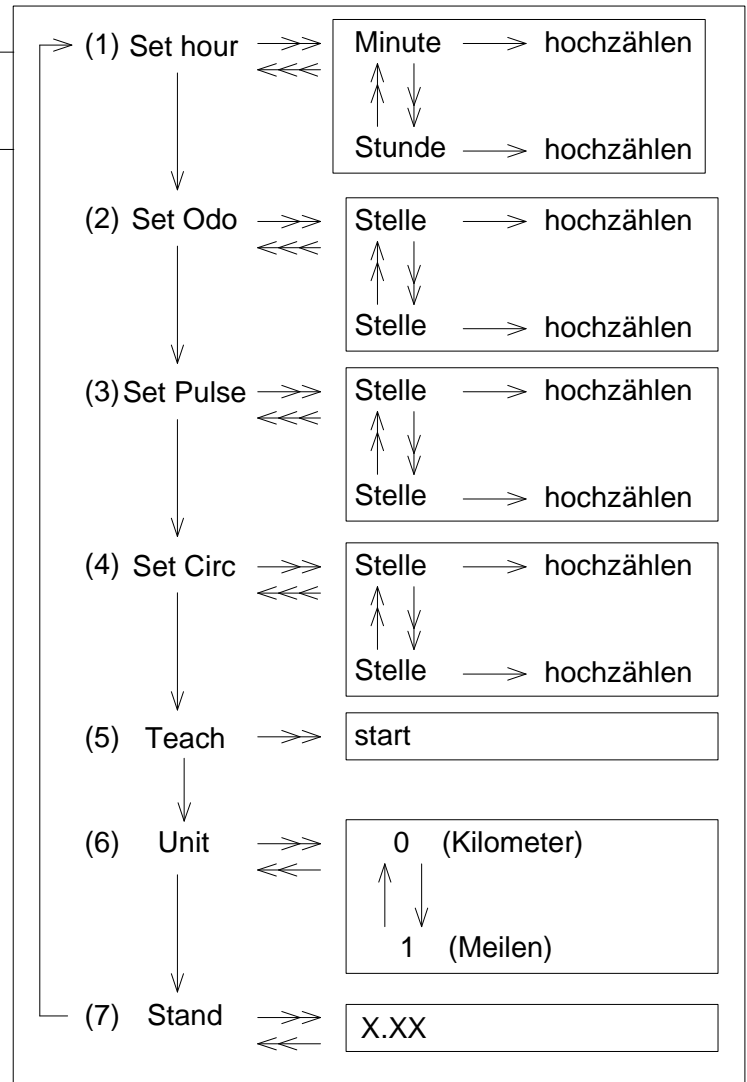 (1) Set hour Minute hochzählen
Stunde hochzählen
(2) Set Odo Stelle hochzählen
Stelle hochzählen
(3) Set Pulse Stelle hochzählen
Stelle hochzählen
(4) Set Circ Stelle hochzählen
Stelle hochzählen
(5) Teach start
(6) Unit 0 (Kilometer)
1 (Meilen)
(7) Stand X.XX